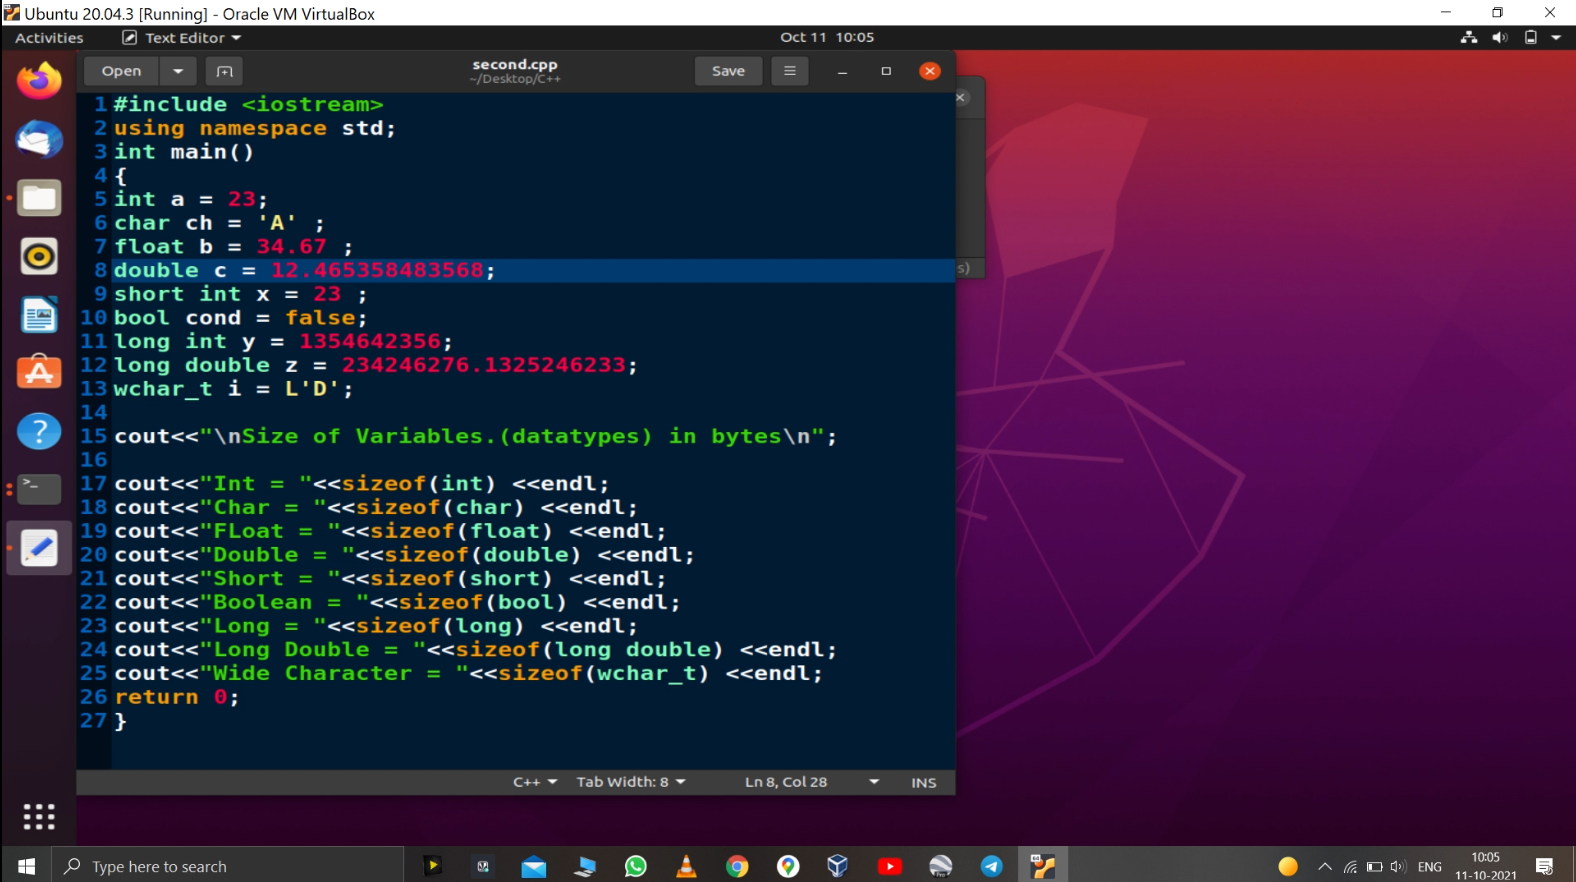 Ubuntu 20.04.3 [Running] - Oracle VM VirtualBox
Activities Text Editor Oct 11 10:05
Open second.cpp Save
~/Desktop/C++
1 #include <iostream>
2 using namespace std;
3 int main()
4 {
5 int a = 23;
6 char ch = 'A' ;
7 float b = 34.67 ;
8 double c = 12.465358483568;
9 short int x = 23 ;
10 bool cond = false;
11 long int y = 1354642356;
12 long double z = 234246276.1325246233;
13 wchar_t i = L'D';
14
15 cout<<"\nSize of Variables.(datatypes) in bytes\n";
16
17 cout<<"Int = "<<sizeof(int) <<endl;
18 cout<<"Char = "<<sizeof(char) <<endl;
19 cout<<"FLoat = "<<sizeof(float) <<endl;
20 cout<<"Double = "<<sizeof(double) <<endl;
21 cout<<"Short = "<<sizeof(short) <<endl;
22 cout<<"Boolean = "<<sizeof(bool) <<endl;
23 cout<<"Long = "<<sizeof(long) <<endl;
24 cout<<"Long Double = "<<sizeof(long double) <<endl;
25 cout<<"Wide Character = "<<sizeof(wchar_t) <<endl;
26 return 0;
27 }
s)
C++ Tab Width: 8 Ln 8, Col 28 INS
Type here to search ENG 10:05
11-10-2021